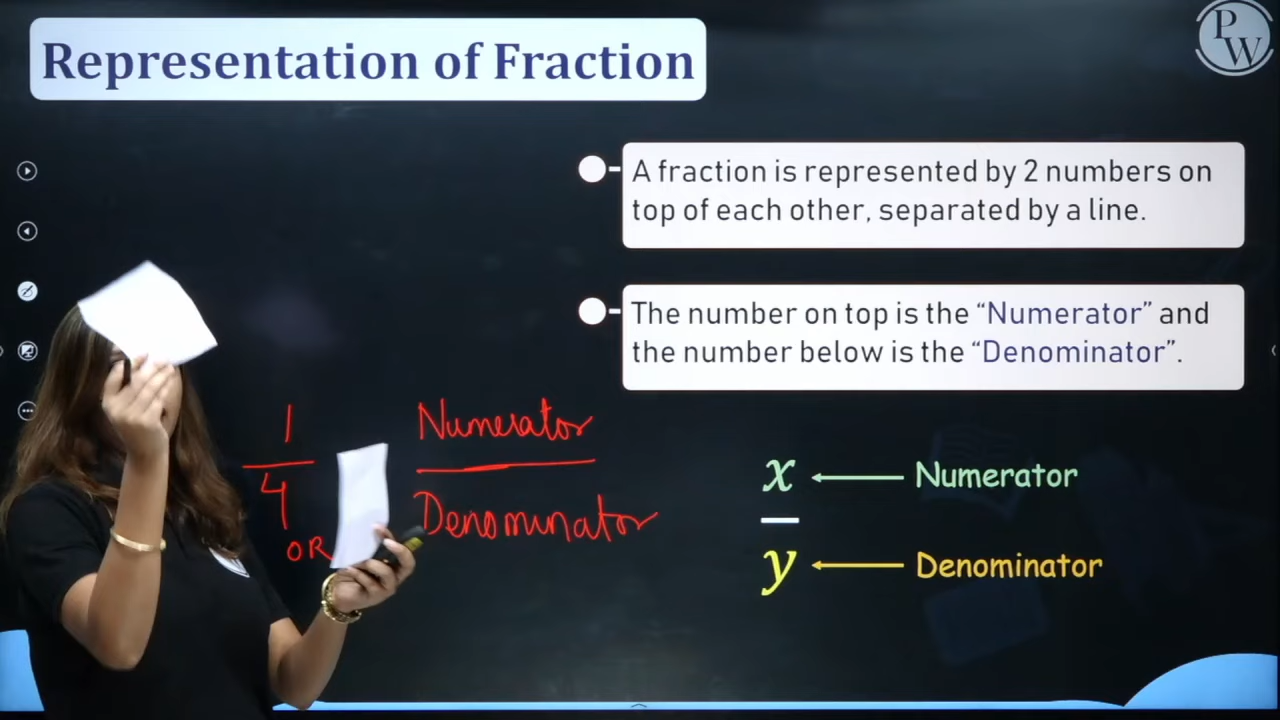 Representation of Fraction
PW
A fraction is represented by 2 numbers on
top of each other, separated by a line.
The number on top is the “Numerator” and
the number below is the “Denominator”.
1
4
OR
Numerator
Denominator
x
Numerator
y
Denominator